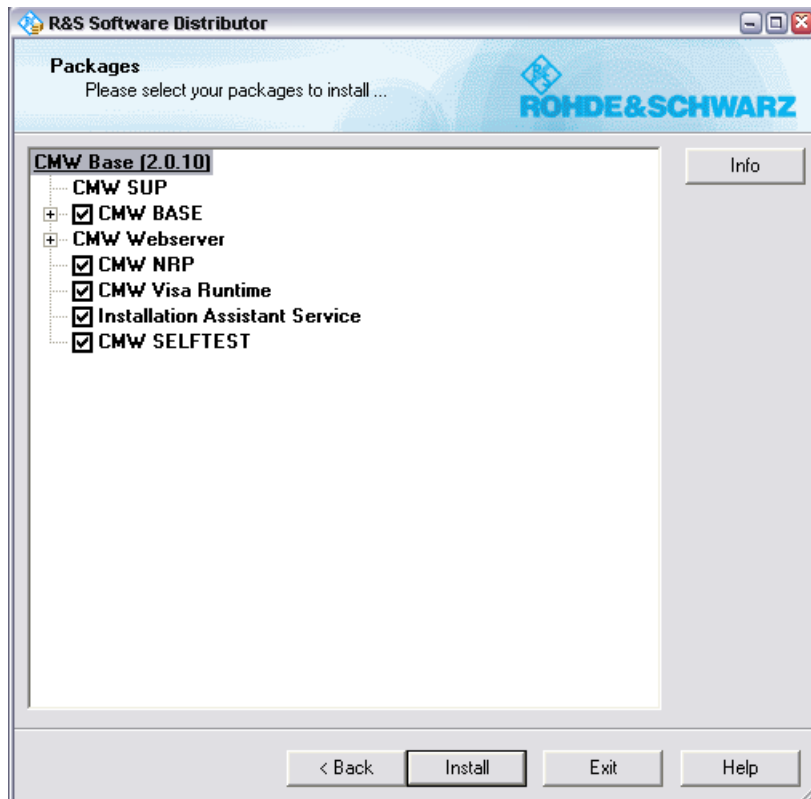 R&S Software Distributor
Packages
Please select your packages to install ...
ROHDE&SCHWARZ
CMW Base (2.0.10)
CMW SUP
CMW BASE
CMW Webserver
CMW NRP
CMW Visa Runtime
Installation Assistant Service
CMW SELFTEST
Info
< Back
Install
Exit
Help